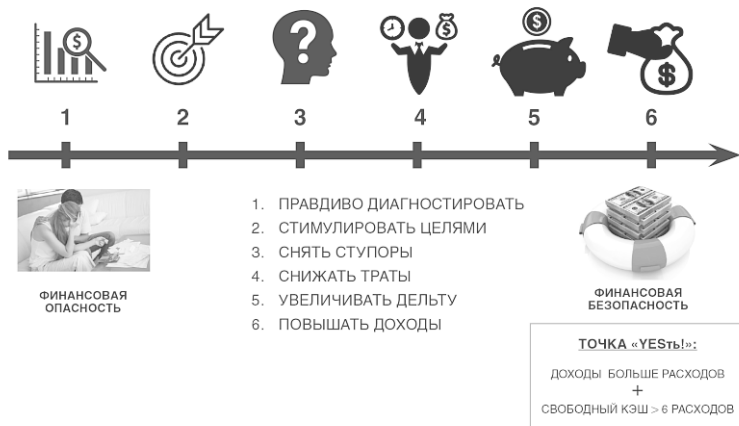 $
?
$
$
$
1 2 3 4 5 6
1. ПРАВДИВО ДИАГНОСТИРОВАТЬ
2. СТИМУЛИРОВАТЬ ЦЕЛЯМИ
3. СНЯТЬ СТУПОРЫ
4. СНИЖАТЬ ТРАТЫ
5. УВЕЛИЧИВАТЬ ДЕЛЬТУ
6. ПОВЫШАТЬ ДОХОДЫ
ФИНАНСОВАЯ
ОПАСНОСТЬ
ФИНАНСОВАЯ
БЕЗОПАСНОСТЬ
ТОЧКА «YESть!»:
ДОХОДЫ БОЛЬШЕ РАСХОДОВ
+
СВОБОДНЫЙ КЭШ > 6 РАСХОДОВ